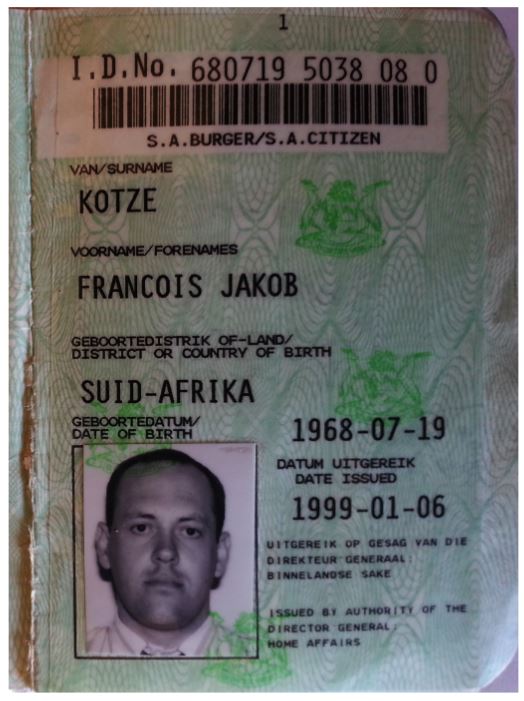 1
I.D.No. 680719 5038 08 0
S.A.BURGER/S.A.CITIZEN
VAN/SURNAME
KOTZE
VOORNAME/FORENAMES
FRANCOIS JAKOB
GEBOORTEDISTRIK OF-LAND/
DISTRICT OR COUNTRY OF BIRTH
SUID-AFRIKA
GEBOORTEDATUM/
DATE OF BIRTH
1968-07-19
DATUM UITGEREIK
DATE ISSUED
1999-01-06
UITGEREIK OP GESAG VAN DIE
DIREKTEUR GENERAAL:
BINNELANDSE SAKE
ISSUED BY AUTHORITY OF THE
DIRECTOR GENERAL:
HOME AFFAIRS